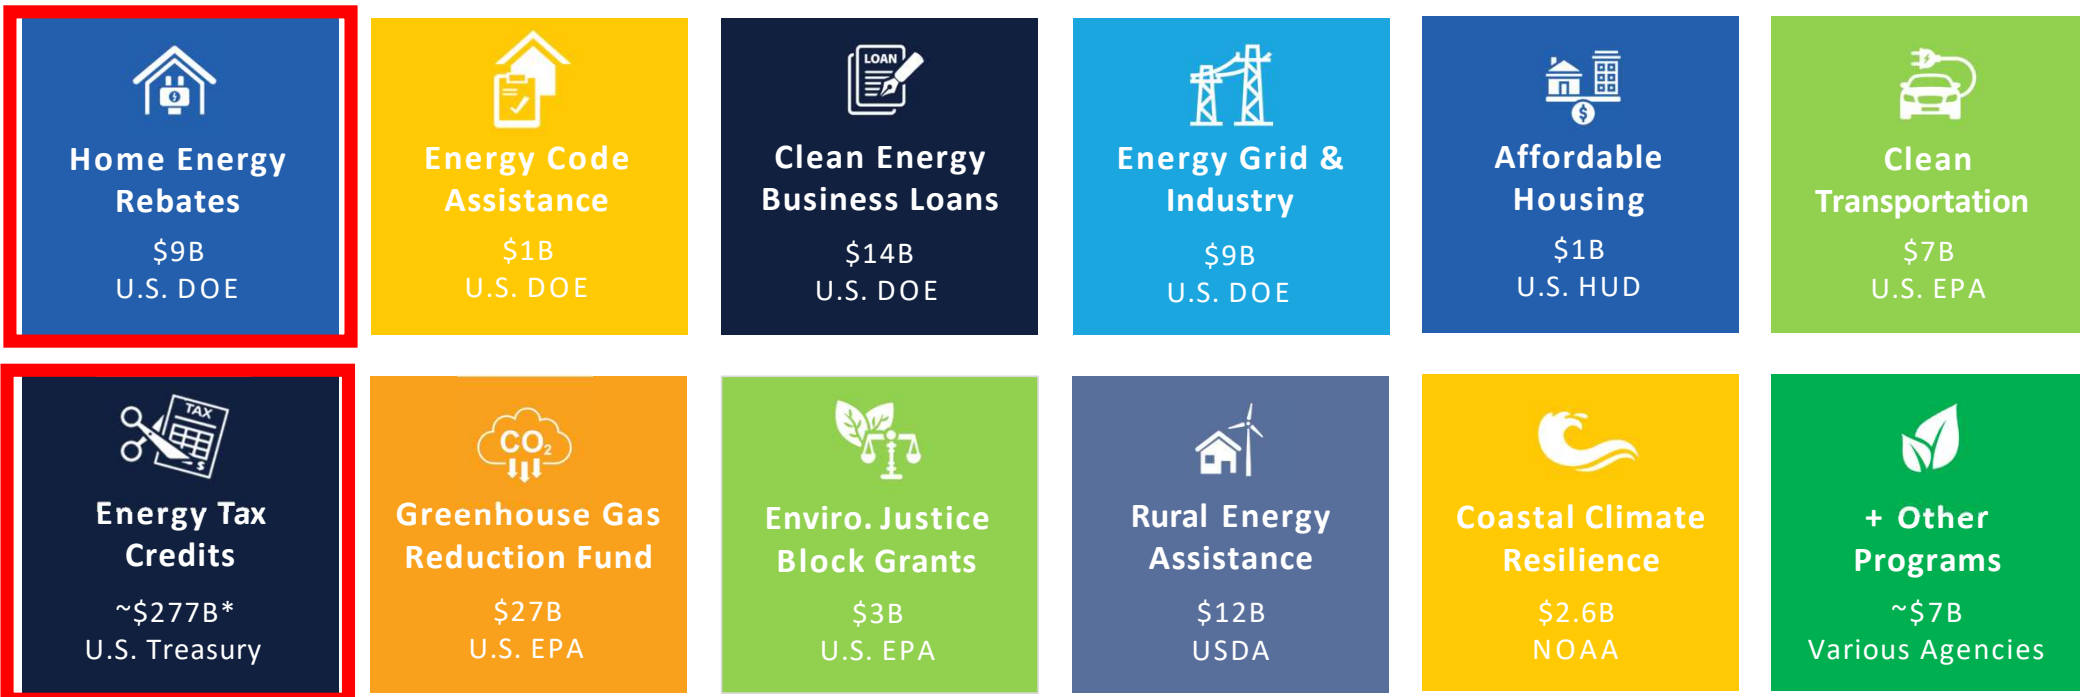 LOAN
Home Energy
Rebates
$9B
U.S. DOE
Energy Code
Assistance
$1B
U.S. DOE
Clean Energy
Business Loans
$14B
U.S. DOE
Energy Grid &
Industry
$9B
U.S. DOE
Affordable
Housing
$
$1B
U.S. HUD
Clean
Transportation
$7B
U.S. EPA
TAX
$
Energy Tax
Credits
~$277B*
U.S. Treasury
CO₂
Greenhouse Gas
Reduction Fund
$27B
U.S. EPA
Enviro. Justice
Block Grants
$3B
U.S. EPA
Rural Energy
Assistance
$12B
USDA
Coastal Climate
Resilience
$2.6B
NOAA
+ Other
Programs
~$7B
Various Agencies